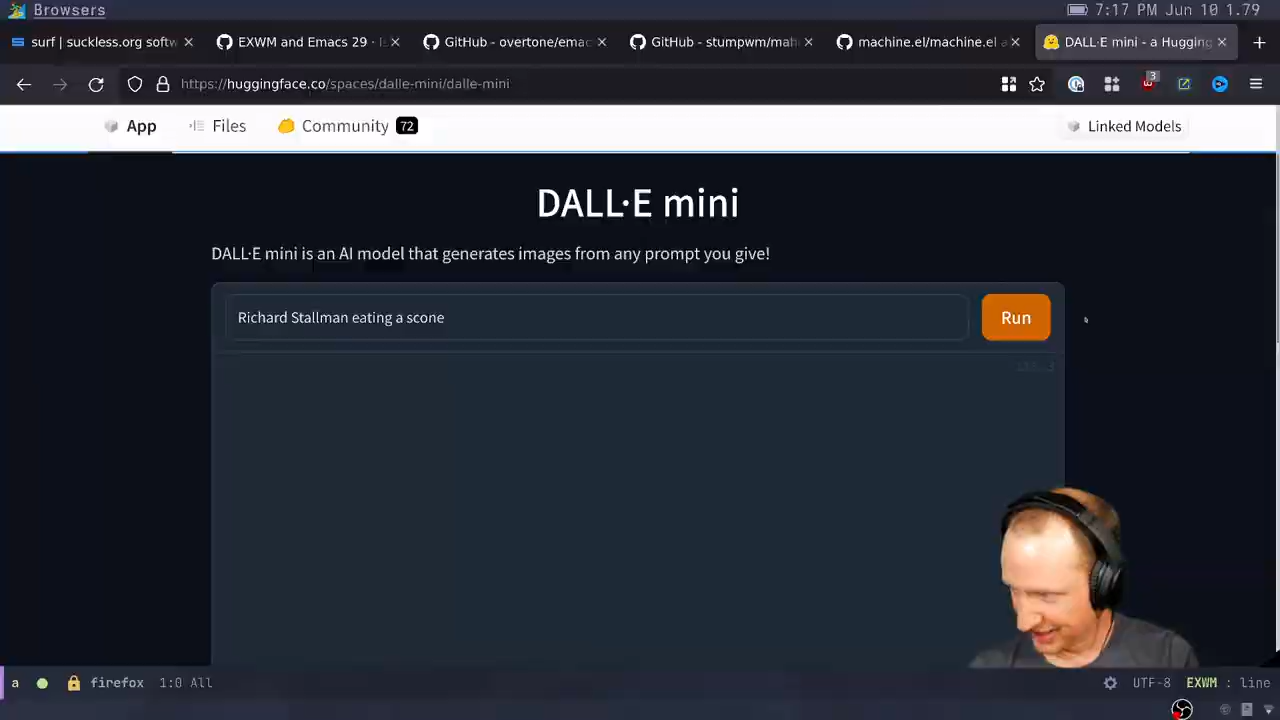 Browsers
7:17 PM Jun 10 1.79
surf | suckless.org softw
EXWM and Emacs 29 · Is
GitHub - overtone/emac
GitHub - stumpwm/mah
machine.el/machine.el a
DALL·E mini - a Hugging
https://huggingface.co/spaces/dalle-mini/dalle-mini
3
App
Files
Community 72
Linked Models
DALL·E mini
DALL·E mini is an AI model that generates images from any prompt you give!
Richard Stallman eating a scone
Run
a
firefox
1:0 All
UTF-8
EXWM : line